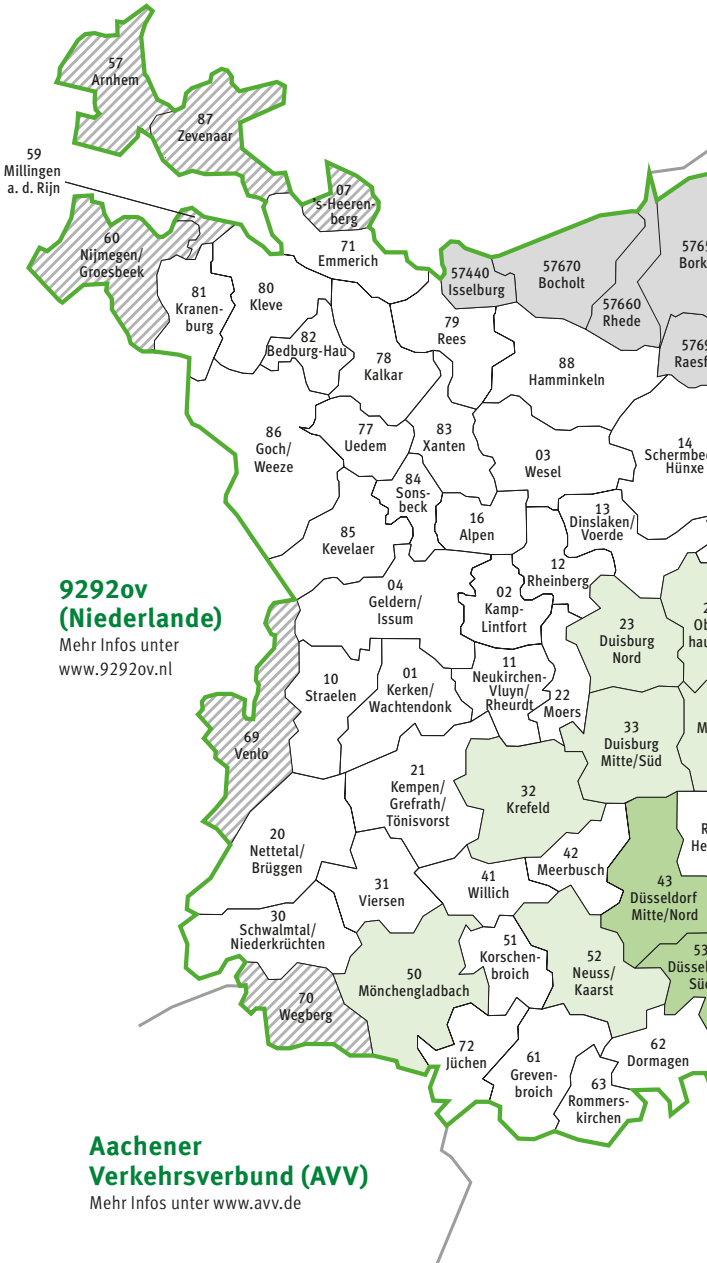 57
Arnhem
87
Zevenaar
59
Millingen
a. d. Rijn
07
's-Heeren-
berg
60
Nijmegen/
Groesbeek
71
Emmerich
57440
Isselburg
57670
Bocholt
57660
Rhede
81
Kranen-
burg
80
Kleve
82
Bedburg-Hau
78
Kalkar
79
Rees
88
Hamminkeln
86
Goch/
Weeze
77
Uedem
83
Xanten
03
Wesel
14
Hünxe
84
Sons-
beck
16
Alpen
13
Dinslaken/
Voerde
85
Kevelaer
12
Rheinberg
9292ov
(Niederlande)
Mehr Infos unter
www.9292ov.nl
04
Geldern/
Issum
02
Kamp-
Lintfort
23
Duisburg
Nord
10
Straelen
01
Kerken/
Wachtendonk
11
Neukirchen-
Vluyn/
Rheurdt
22
Moers
69
Venlo
33
Duisburg
Mitte/Süd
21
Kempen/
Grefrath/
Tönisvorst
32
Krefeld
20
Nettetal/
Brüggen
42
Meerbusch
31
Viersen
41
Willich
43
Düsseldorf
Mitte/Nord
30
Schwalmtal/
Niederkrüchten
51
Korschen-
broich
52
Neuss/
Kaarst
53
50
Mönchengladbach
70
Wegberg
72
Jüchen
61
Greven-
broich
62
Dormagen
63
Rommers-
kirchen
Aachener
Verkehrsverbund (AVV)
Mehr Infos unter www.avv.de